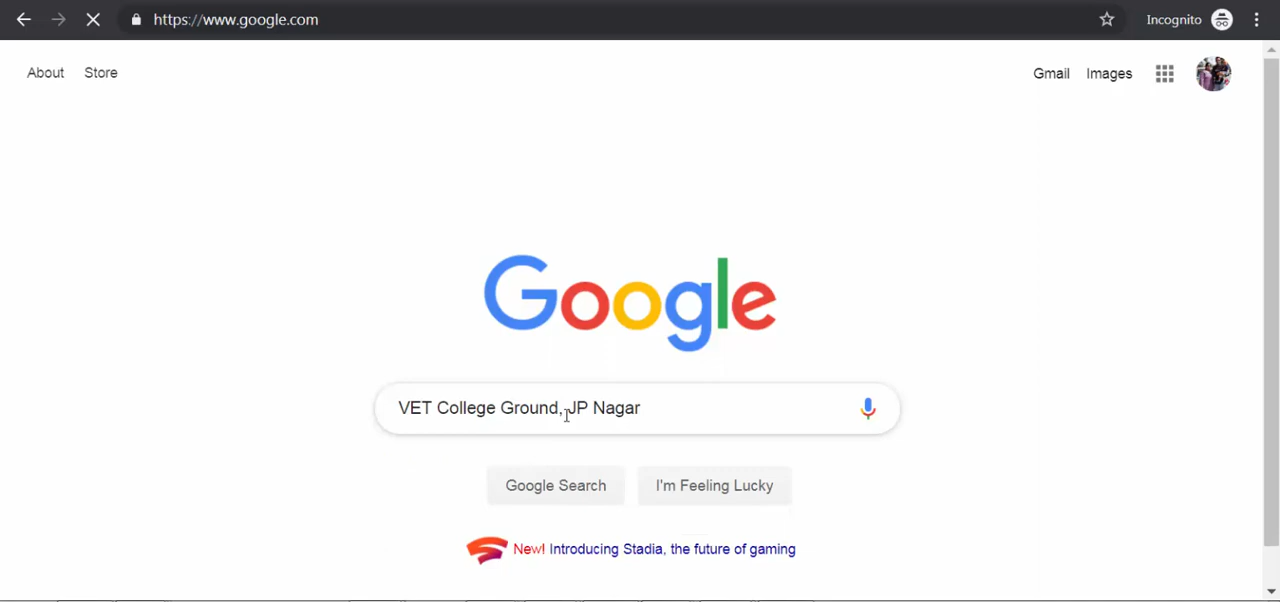 https://www.google.com
Incognito
About Store
Gmail Images
Google
VET College Ground, JP Nagar
Google Search I'm Feeling Lucky
New! Introducing Stadia, the future of gaming